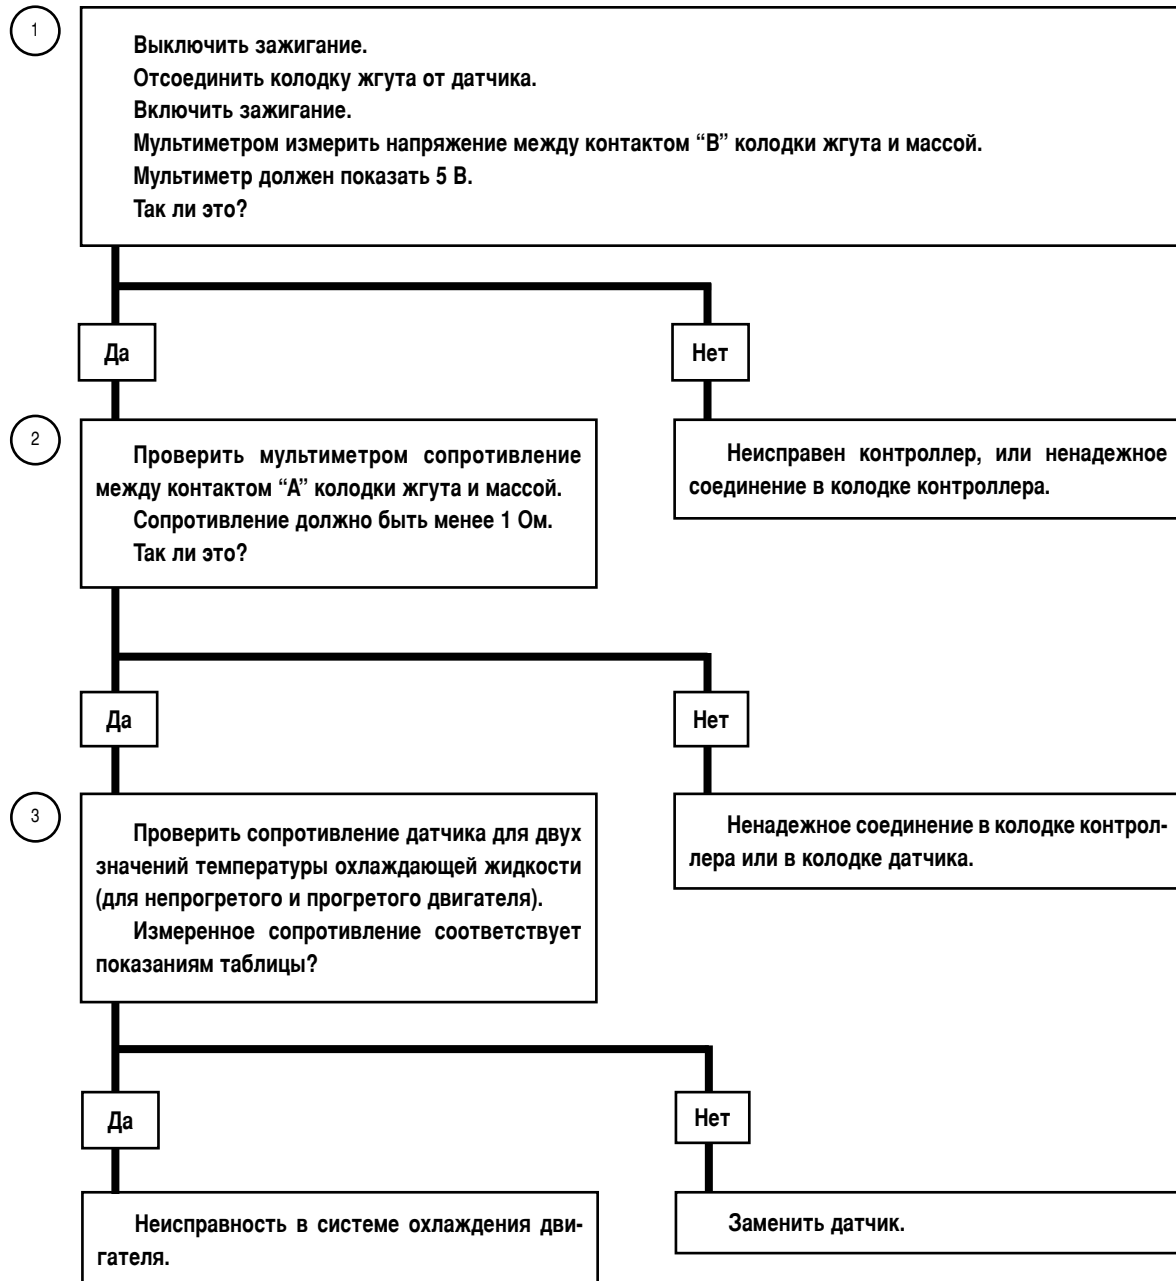 1
Выключить зажигание.
Отсоединить колодку жгута от датчика.
Включить зажигание.
Мультиметром измерить напряжение между контактом “В” колодки жгута и массой.
Мультиметр должен показать 5 В.
Так ли это?
Да
Нет
2
Проверить мультиметром сопротивление
между контактом “А” колодки жгута и массой.
Сопротивление должно быть менее 1 Ом.
Так ли это?
Неисправен контроллер, или ненадежное
соединение в колодке контроллера.
Да
Нет
3
Проверить сопротивление датчика для двух
значений температуры охлаждающей жидкости
(для непрогретого и прогретого двигателя).
Измеренное сопротивление соответствует
показаниям таблицы?
Ненадежное соединение в колодке контрол-
лера или в колодке датчика.
Да
Нет
Неисправность в системе охлаждения дви-
гателя.
Заменить датчик.